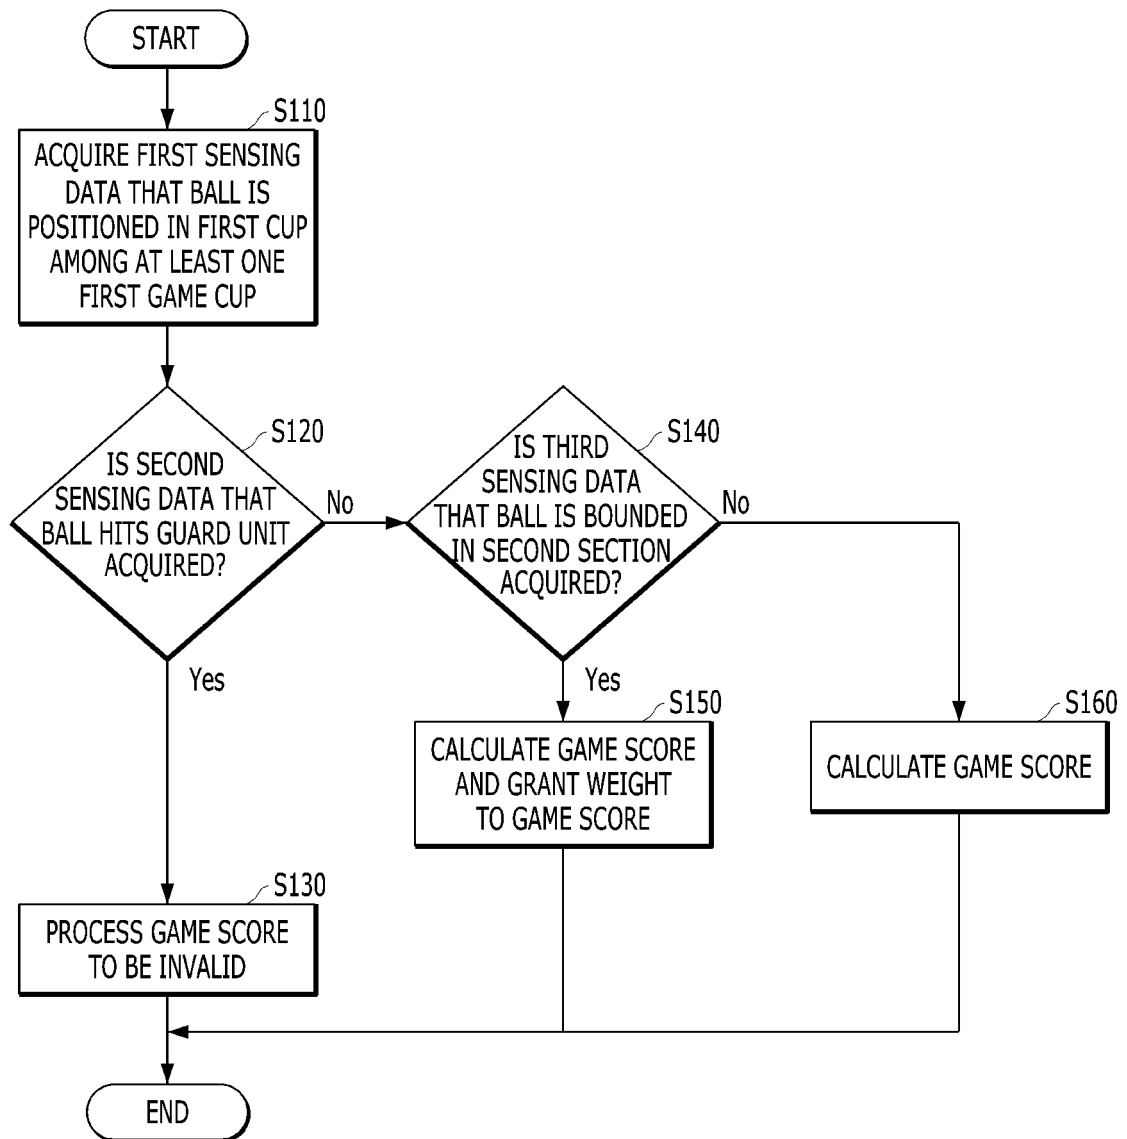 START
S110
ACQUIRE FIRST SENSING
DATA THAT BALL IS
POSITIONED IN FIRST CUP
AMONG AT LEAST ONE
FIRST GAME CUP
S120
IS SECOND
SENSING DATA THAT
BALL HITS GUARD UNIT
ACQUIRED?
No
Yes
S140
IS THIRD
SENSING DATA
THAT BALL IS BOUNDED
IN SECOND SECTION
ACQUIRED?
No
Yes
S150
CALCULATE GAME SCORE
AND GRANT WEIGHT
TO GAME SCORE
S160
CALCULATE GAME SCORE
S130
PROCESS GAME SCORE
TO BE INVALID
END